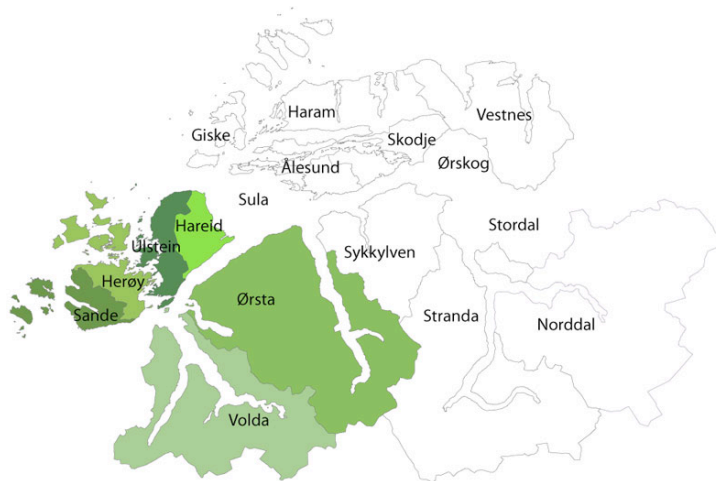 Haram
Vestnes
Giske
Skodje
Ålesund
Ørskog
Sula
Hareid
Stordal
Ulstein
Sykkylven
Herøy
Ørsta
Sande
Stranda
Norddal
Volda